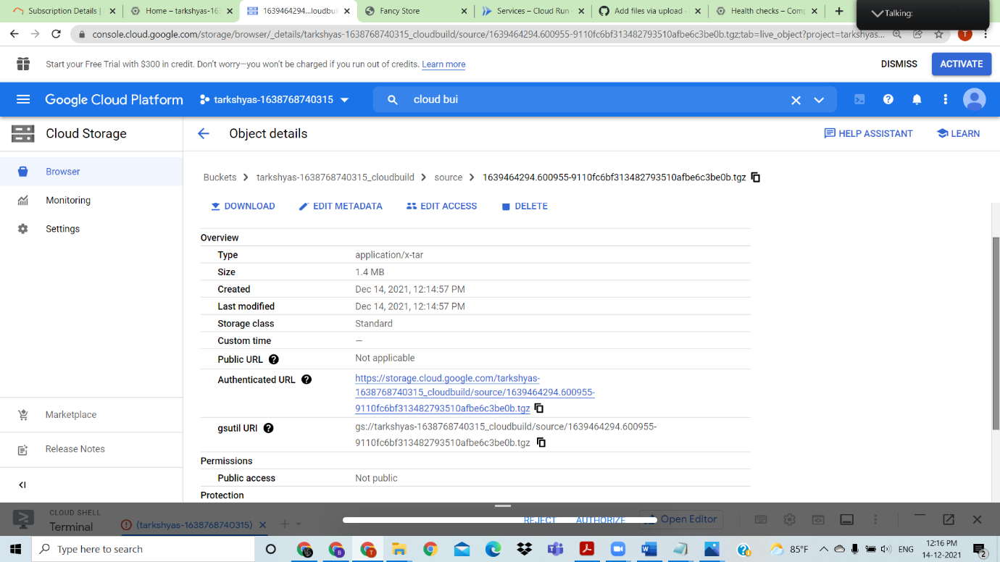 Subscription Details |
Home – tarkshyas-163
1639464294...loudbui
Fancy Store
Services – Cloud Run
Add files via upload ·
Health checks – Comp
Talking:
console.cloud.google.com/storage/browser/_details/tarkshyas-1638768740315_cloudbuild/source/1639464294.600955-9110fc6bf313482793510afbe6c3be0b.tgz;tab=live_object?project=tarkshyas...
T
Start your Free Trial with $300 in credit. Don't worry—you won't be charged if you run out of credits. Learn more
DISMISS
ACTIVATE
Google Cloud Platform
tarkshyas-1638768740315
cloud bui
Cloud Storage
Object details
HELP ASSISTANT
LEARN
Browser
Monitoring
Settings
Buckets > tarkshyas-1638768740315_cloudbuild > source > 1639464294.600955-9110fc6bf313482793510afbe6c3be0b.tgz
DOWNLOAD
EDIT METADATA
EDIT ACCESS
DELETE
Overview
Type application/x-tar
Size 1.4 MB
Created Dec 14, 2021, 12:14:57 PM
Last modified Dec 14, 2021, 12:14:57 PM
Storage class Standard
Custom time —
Public URL Not applicable
Authenticated URL https://storage.cloud.google.com/tarkshyas-
1638768740315_cloudbuild/source/1639464294.600955-
9110fc6bf313482793510afbe6c3be0b.tgz
gsutil URI gs://tarkshyas-1638768740315_cloudbuild/source/1639464294.600955-
9110fc6bf313482793510afbe6c3be0b.tgz
Permissions
Public access Not public
Protection
Marketplace
Release Notes
CLOUD SHELL
Terminal
(tarkshyas-1638768740315)
REJECT
AUTHORIZE
Open Editor
Type here to search
85°F
ENG
12:16 PM
14-12-2021
2